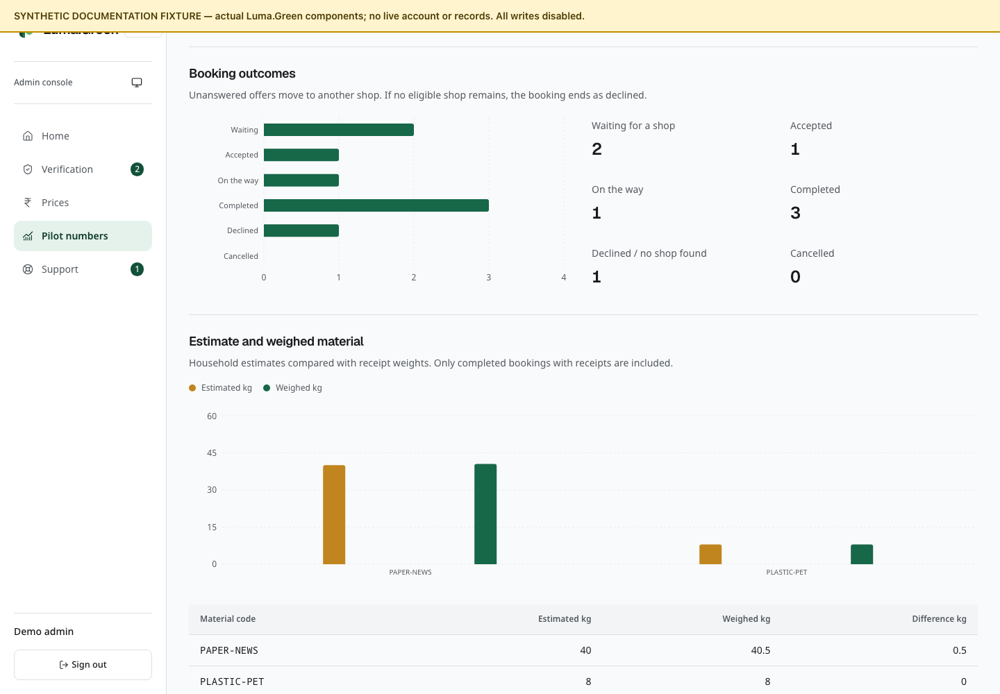 SYNTHETIC DOCUMENTATION FIXTURE — actual Luma.Green components; no live account or records. All writes disabled.
Luma.Green
Admin console
Home
Verification 2
Prices
Pilot numbers
Support 1
Demo admin
Sign out
Booking outcomes
Unanswered offers move to another shop. If no eligible shop remains, the booking ends as declined.
Waiting
Accepted
On the way
Completed
Declined
Cancelled
0 1 2 3 4
Waiting for a shop Accepted
2 1
On the way Completed
1 3
Declined / no shop found Cancelled
1 0
Estimate and weighed material
Household estimates compared with receipt weights. Only completed bookings with receipts are included.
Estimated kg Weighed kg
60
45
30
15
0
PAPER-NEWS PLASTIC-PET
Material code Estimated kg Weighed kg Difference kg
PAPER-NEWS 40 40.5 0.5
PLASTIC-PET 8 8 0